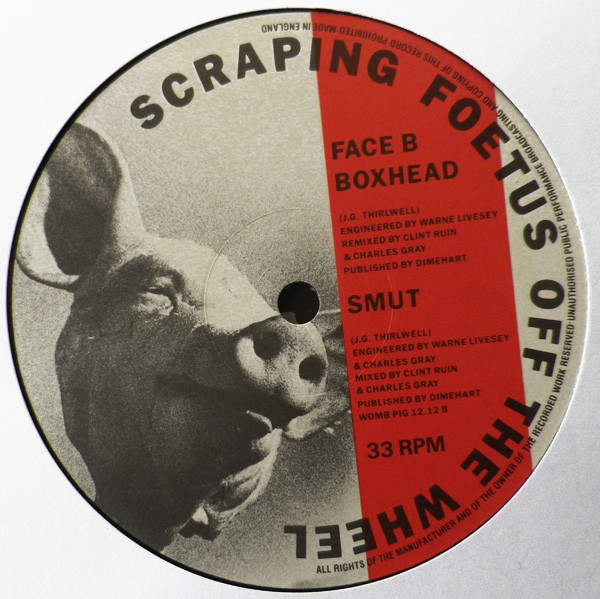 SCRAPING FOETUS OFF THE WHEEL
FACE B
BOXHEAD
(J.G. THIRLWELL)
ENGINEERED BY WARNE LIVESEY
REMIXED BY CLINT RUIN
& CHARLES GRAY
PUBLISHED BY DIMEHART
SMUT
(J.G. THIRLWELL)
ENGINEERED BY WARNE LIVESEY
& CHARLES GRAY
MIXED BY CLINT RUIN
& CHARLES GRAY
PUBLISHED BY DIMEHART
WOMB PIG 12.12 B
33 RPM
ALL RIGHTS OF THE MANUFACTURER AND OF THE OWNER OF THE RECORDED WORK RESERVED UNAUTHORISED PUBLIC PERFORMANCE BROADCASTING AND COPYING OF THIS RECORD PROHIBITED MADE IN ENGLAND